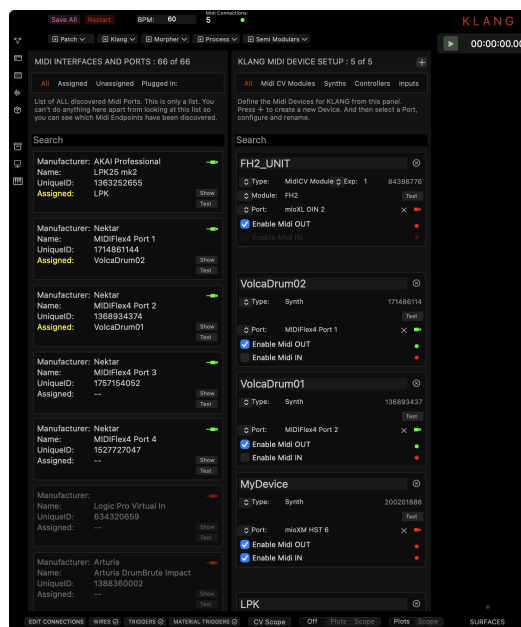 Save All Restart BPM: 60 Midi Connections: 5
KLANG
Patch Klang Morpher Process Semi Modulars
00:00:00.00
MIDI INTERFACES AND PORTS : 66 of 66
All Assigned Unassigned Plugged In:
List of ALL discovered Midi Ports. This is only a list. You
can't do anything here apart from looking at this list so
you can see which Midi Endpoints have been discovered.
Search
Manufacturer: AKAI Professional
Name: LPK25 mk2
UniqueID: 1363252655
Assigned: LPK Show
Test
Manufacturer: Nektar
Name: MIDIFlex4 Port 1
UniqueID: 1714861144
Assigned: VolcaDrum02 Show
Test
Manufacturer: Nektar
Name: MIDIFlex4 Port 2
UniqueID: 1368934374
Assigned: VolcaDrum01 Show
Test
Manufacturer: Nektar
Name: MIDIFlex4 Port 3
UniqueID: 1757154052
Assigned: -- Show
Test
Manufacturer: Nektar
Name: MIDIFlex4 Port 4
UniqueID: 1527727047
Assigned: -- Show
Test
Manufacturer:
Name: Logic Pro Virtual In
UniqueID: 634320659
Assigned: -- Show
Test
Manufacturer: Arturia
Name: Arturia DrumBrute Impact
UniqueID: 1388360002
Assigned: -- Show
Test
KLANG MIDI DEVICE SETUP : 5 of 5 +
All Midi CV Modules Synths Controllers Inputs
Define the Midi Devices for KLANG from this panel.
Press + to create a new Device. And then select a Port,
configure and rename.
Search
FH2_UNIT
Type: MidiCV Module Exp: 1 84386776
Module: FH2 Test
Port: mioXL DIN 2
Enable Midi OUT
Enable Midi IN
VolcaDrum02
Type: Synth 171486114
Test
Port: MIDIFlex4 Port 1
Enable Midi OUT
Enable Midi IN
VolcaDrum01
Type: Synth 136893437
Test
Port: MIDIFlex4 Port 2
Enable Midi OUT
Enable Midi IN
MyDevice
Type: Synth 200201886
Test
Port: mioXM HST 6
Enable Midi OUT
Enable Midi IN
LPK
EDIT CONNECTIONS WIRES TRIGGERS MATERIAL TRIGGERS CV Scope Off Plots Scope Plots Scope SURFACES